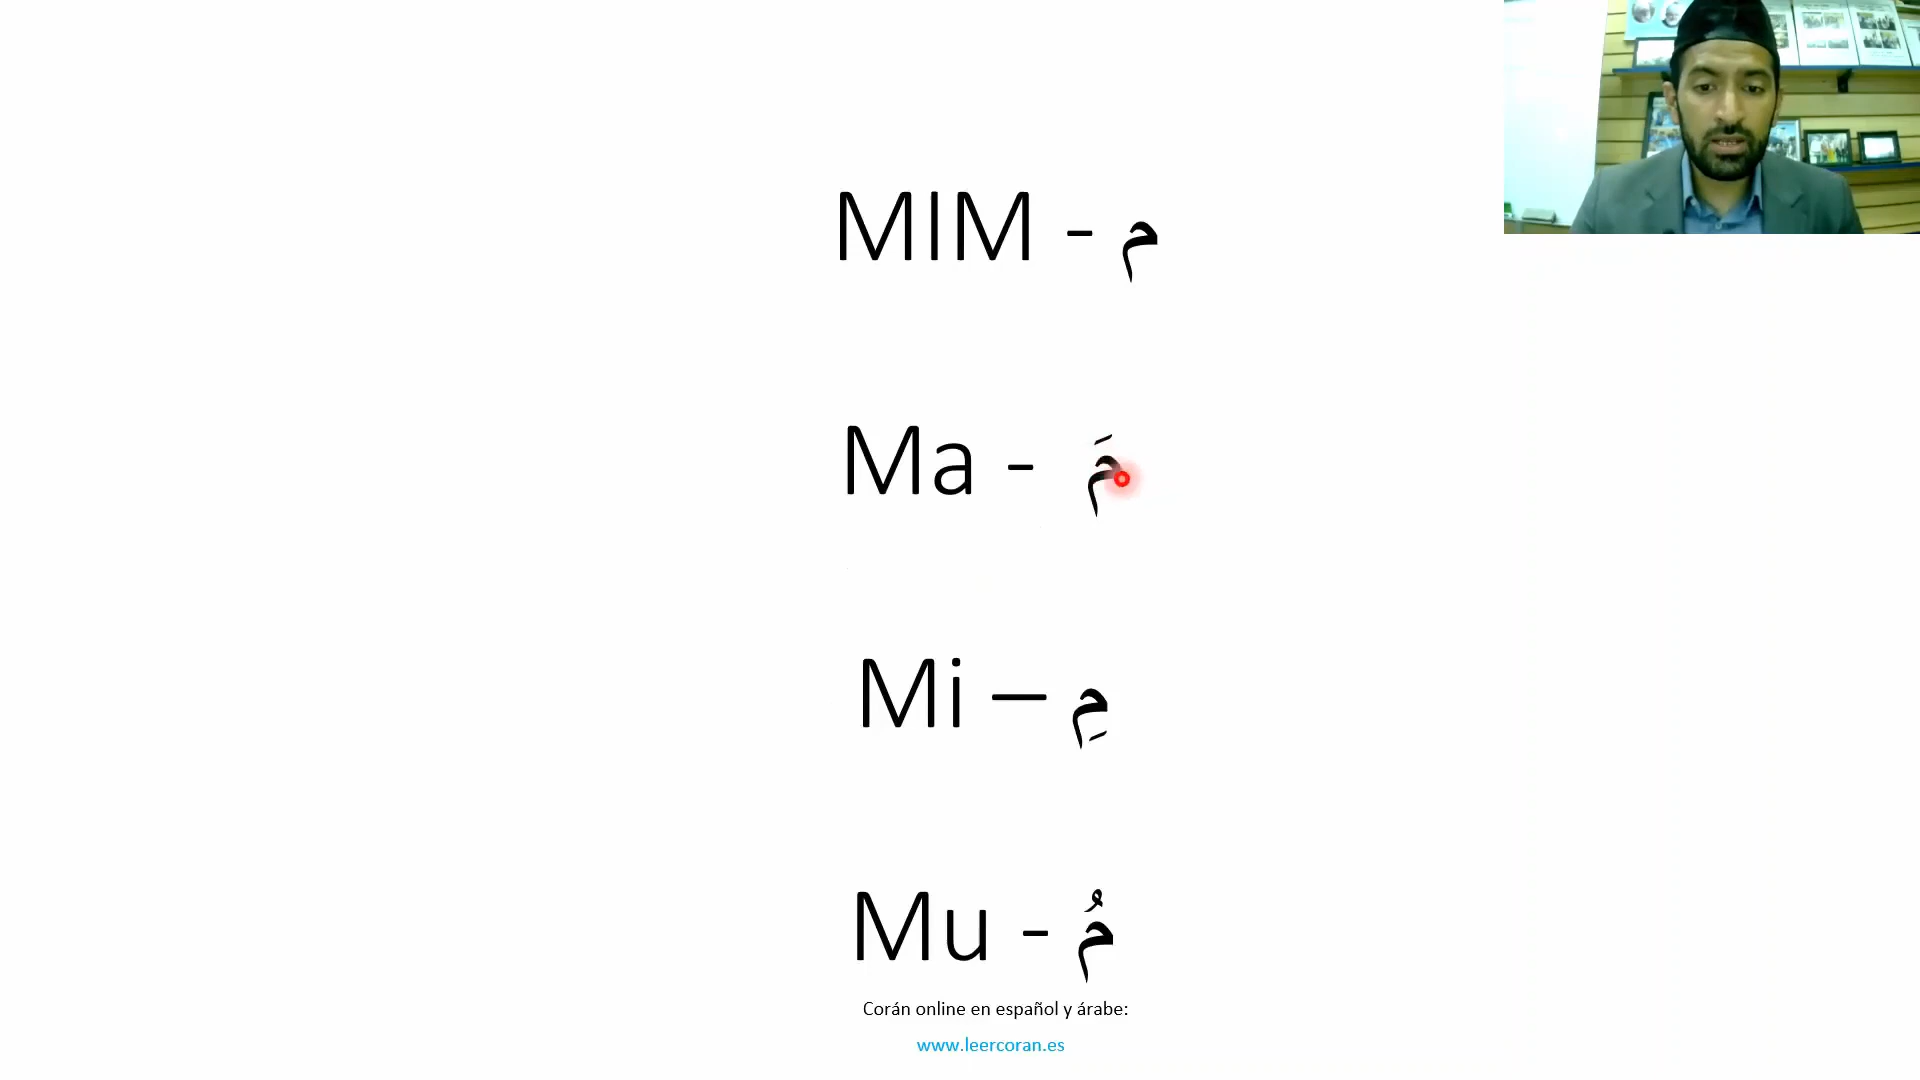 MIM - م
Ma - مَ
Mi – مِ
Mu - مُ
Corán online en español y árabe:
www.leercoran.es